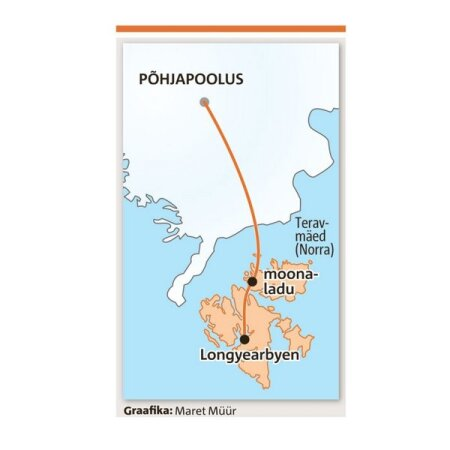 PÕHJAPOOLUS
Terav-
mäed
(Norra)
moona-
ladu
Longyearbyen
Graafika: Maret Müür